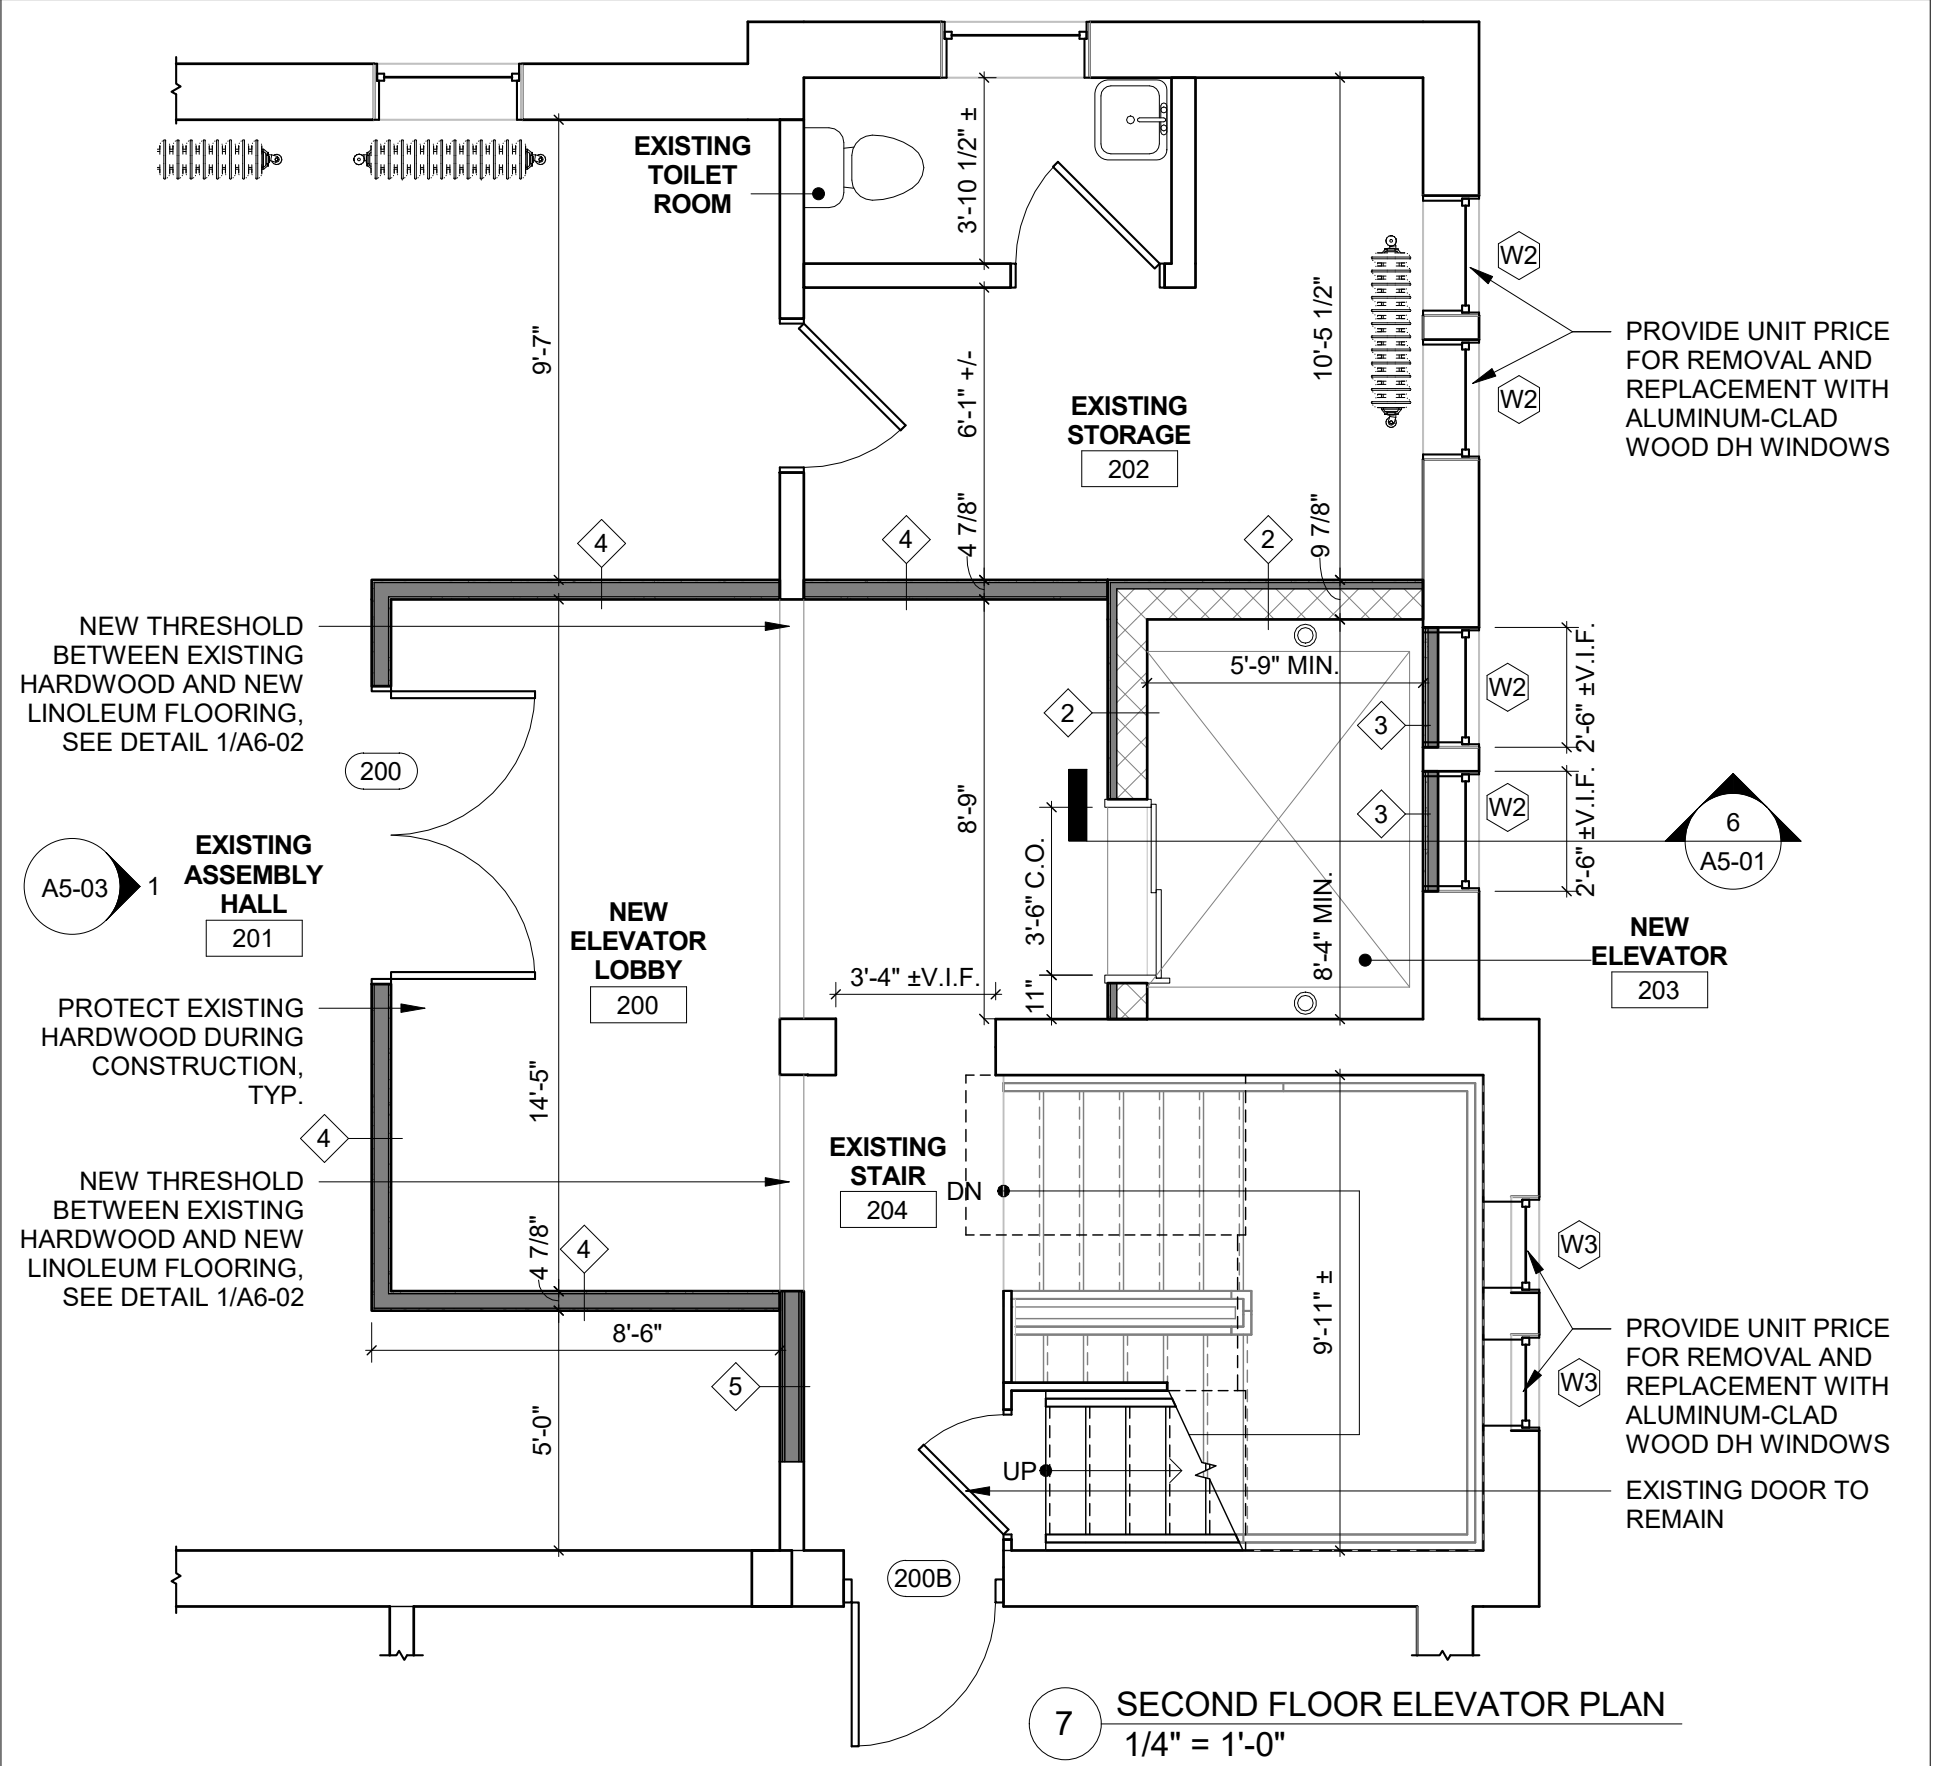 EXISTING
TOILET
ROOM
3'-10 1/2" ±
9'-7"
6'-1" +/-
10'-5 1/2"
W2
W2
PROVIDE UNIT PRICE
FOR REMOVAL AND
REPLACEMENT WITH
ALUMINUM-CLAD
WOOD DH WINDOWS
EXISTING
STORAGE
202
4
4
4 7/8"
2
9 7/8"
NEW THRESHOLD
BETWEEN EXISTING
HARDWOOD AND NEW
LINOLEUM FLOORING,
SEE DETAIL 1/A6-02
200
5'-9" MIN.
2
3
3
W2
W2
2'-6" ±V.I.F.
2'-6" ±V.I.F.
6
A5-01
8'-9"
3'-6" C.O.
11"
8'-4" MIN.
A5-03
1
EXISTING
ASSEMBLY
HALL
201
NEW
ELEVATOR
LOBBY
200
3'-4" ±V.I.F.
NEW
ELEVATOR
203
PROTECT EXISTING
HARDWOOD DURING
CONSTRUCTION,
TYP.
14'-5"
4
EXISTING
STAIR
204
DN
NEW THRESHOLD
BETWEEN EXISTING
HARDWOOD AND NEW
LINOLEUM FLOORING,
SEE DETAIL 1/A6-02
4 7/8"
4
8'-6"
5
5'-0"
9'-11" ±
W3
W3
PROVIDE UNIT PRICE
FOR REMOVAL AND
REPLACEMENT WITH
ALUMINUM-CLAD
WOOD DH WINDOWS
UP
EXISTING DOOR TO
REMAIN
200B
7
SECOND FLOOR ELEVATOR PLAN
1/4" = 1'-0"